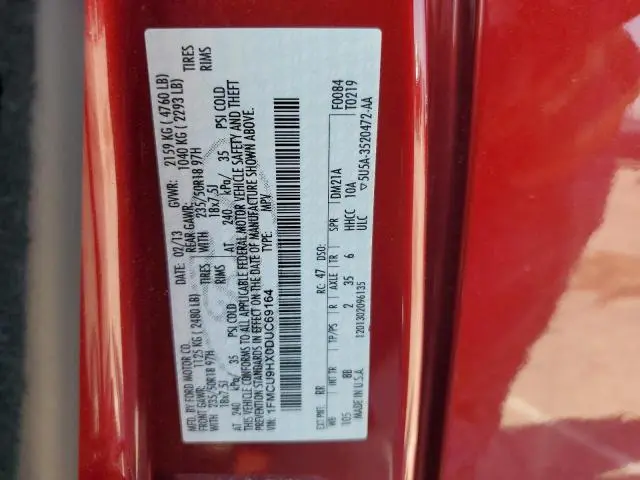 MFD. BY FORD MOTOR CO.
DATE: 02/13 GVWR: 2159 KG ( 4760 LB)
FRONT GAWR: 1125 KG ( 2480 LB) REAR GAWR: 1040 KG ( 2293 LB)
235/50R18 97H TIRES WITH 235/50R18 97H TIRES
18x7.5J RIMS 18x7.5J RIMS
AT 240 kPa/ 35 PSI COLD AT 240 kPa/ 35 PSI COLD
THIS VEHICLE CONFORMS TO ALL APPLICABLE FEDERAL MOTOR VEHICLE SAFETY AND THEFT
PREVENTION STANDARDS IN EFFECT ON THE DATE OF MANUFACTURE SHOWN ABOVE.
VIN: 1FMCU9HX0DUC69164 TYPE: MPV
EXT PNT: RR RC: 47 DSO: F0084
WB INT TR TP/PS R AXLE TR SPR DM21A T0219
105 BB 2 35 6 HHCC 10A
MADE IN U.S.A. 1201302096135 ULC ▽5U5A-3520472-AA